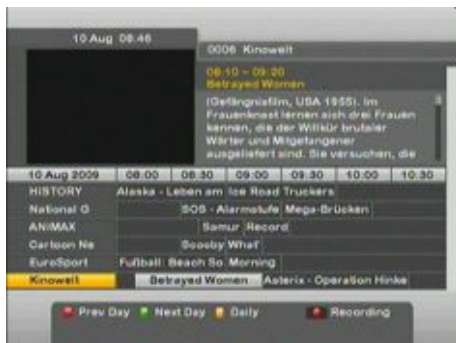 10 Aug 08:46
0006 Kinowelt
08:10 - 09:20
Betrayed Women
(Gefängnisfilm, USA 1955). Im
Frauenknast lernen sich drei Frauen
kennen, die der Willkür brutaler
Wärter und Mitgefangener
ausgeliefert sind. Sie versuchen, die
10 Aug 2009 08:00 08:30 09:00 09:30 10:00 10:30
HISTORY Alaska - Leben am Ice Road Truckers
National G SOS - Alarmstufe Mega-Brücken
ANIMAX Samur Record
Cartoon Ne Scooby What
EuroSport Fußball Beach So Morning
Kinowelt Betrayed Women Asterix - Operation Hinke
Prev Day Next Day Daily Recording